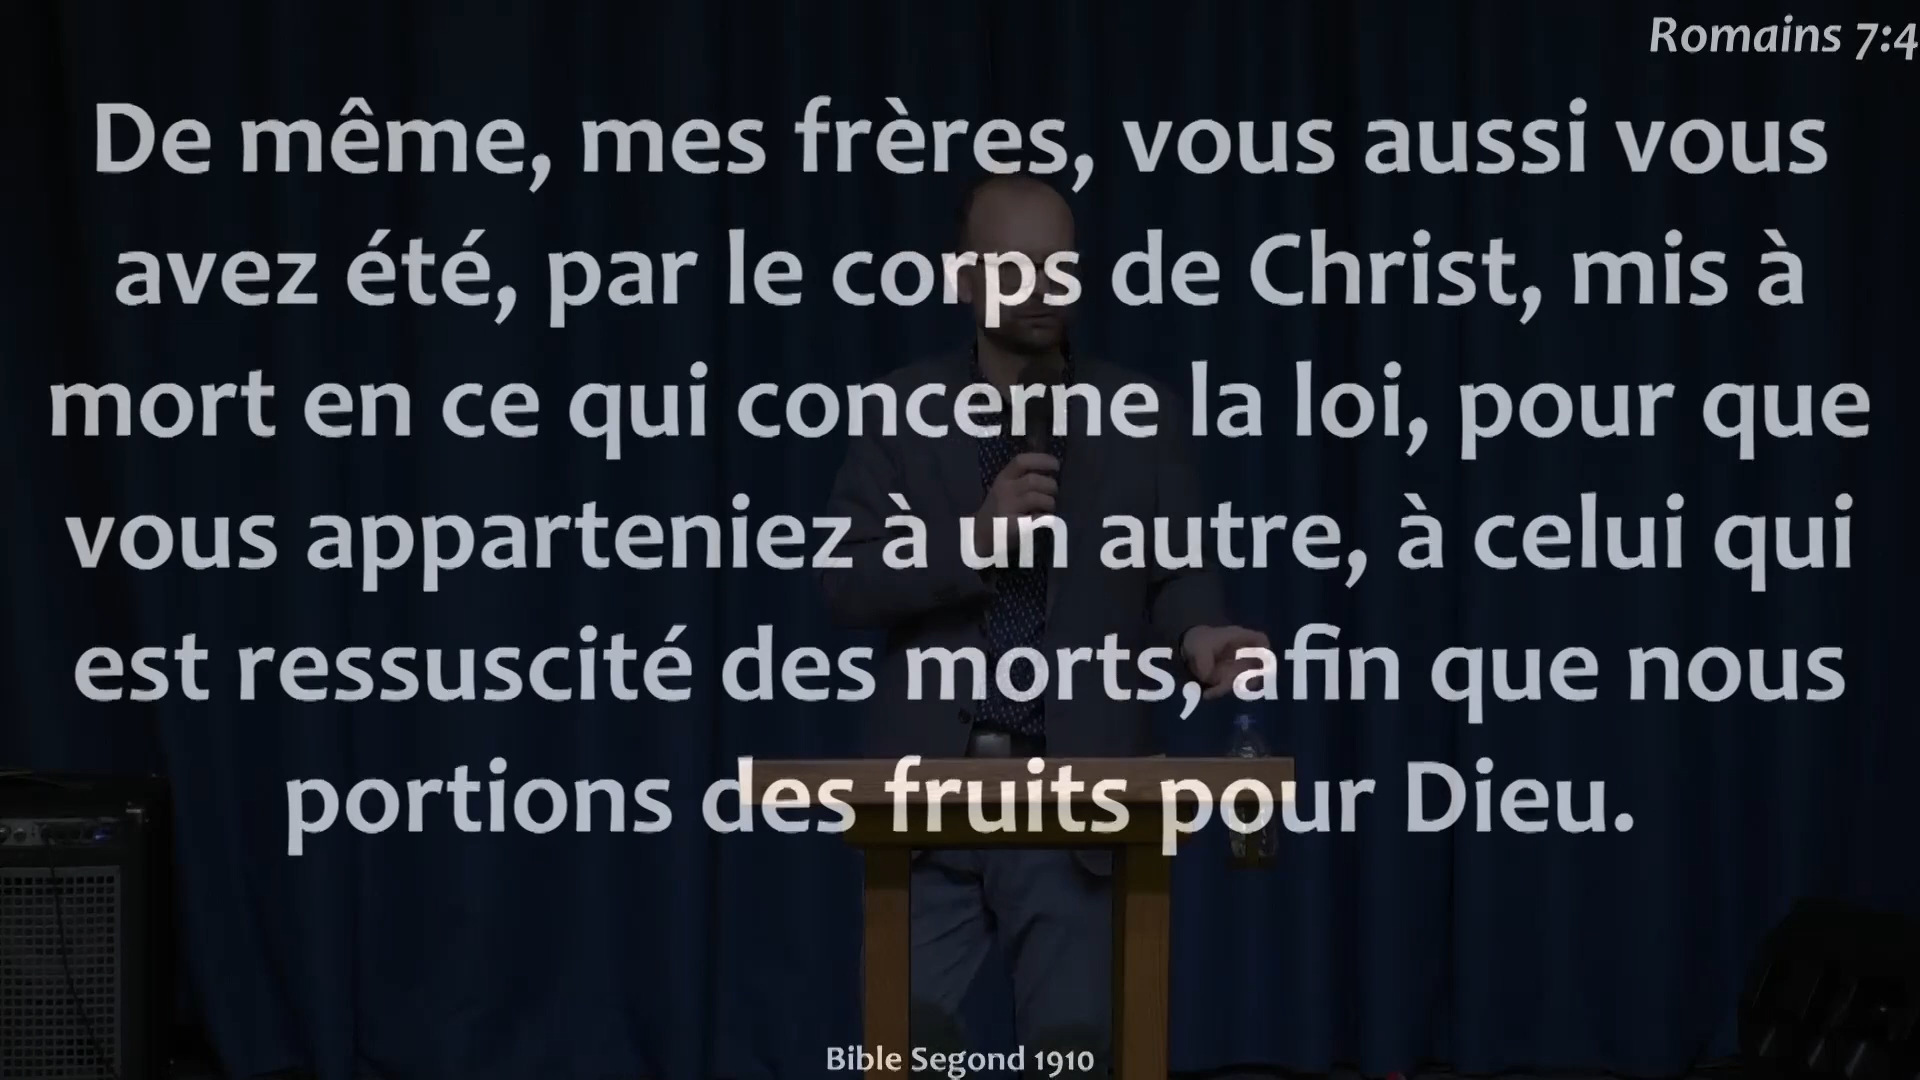 Romains 7:4
De même, mes frères, vous aussi vous
avez été, par le corps de Christ, mis à
mort en ce qui concerne la loi, pour que
vous apparteniez à un autre, à celui qui
est ressuscité des morts, afin que nous
portions des fruits pour Dieu.
Bible Segond 1910